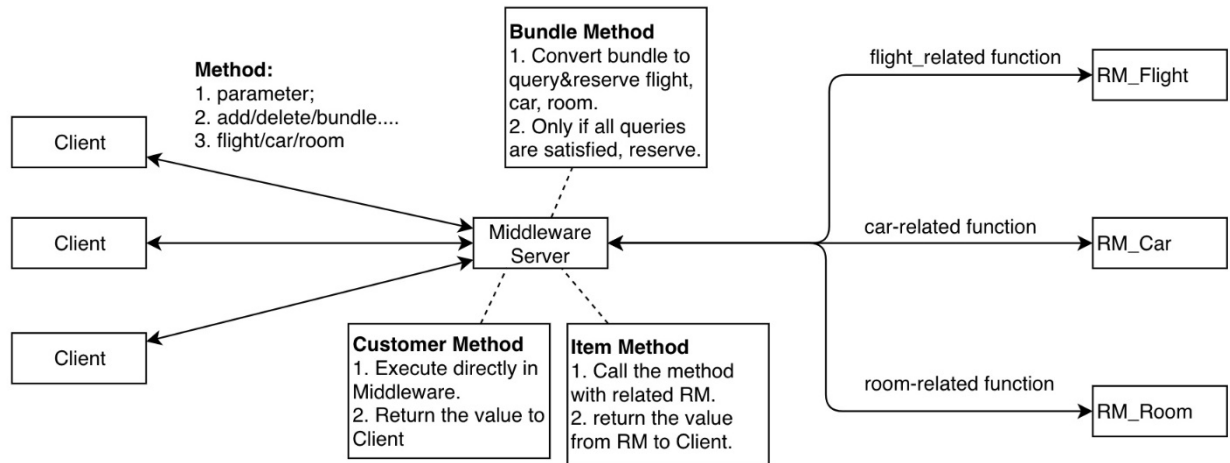 Method:
1. parameter;
2. add/delete/bundle....
3. flight/car/room
Client
Client
Client
Bundle Method
1. Convert bundle to
query&reserve flight,
car, room.
2. Only if all queries
are satisfied, reserve.
Middleware
Server
Customer Method
1. Execute directly in
Middleware.
2. Return the value to
Client
Item Method
1. Call the method
with related RM.
2. return the value
from RM to Client.
flight_related function
RM_Flight
car-related function
RM_Car
room-related function
RM_Room